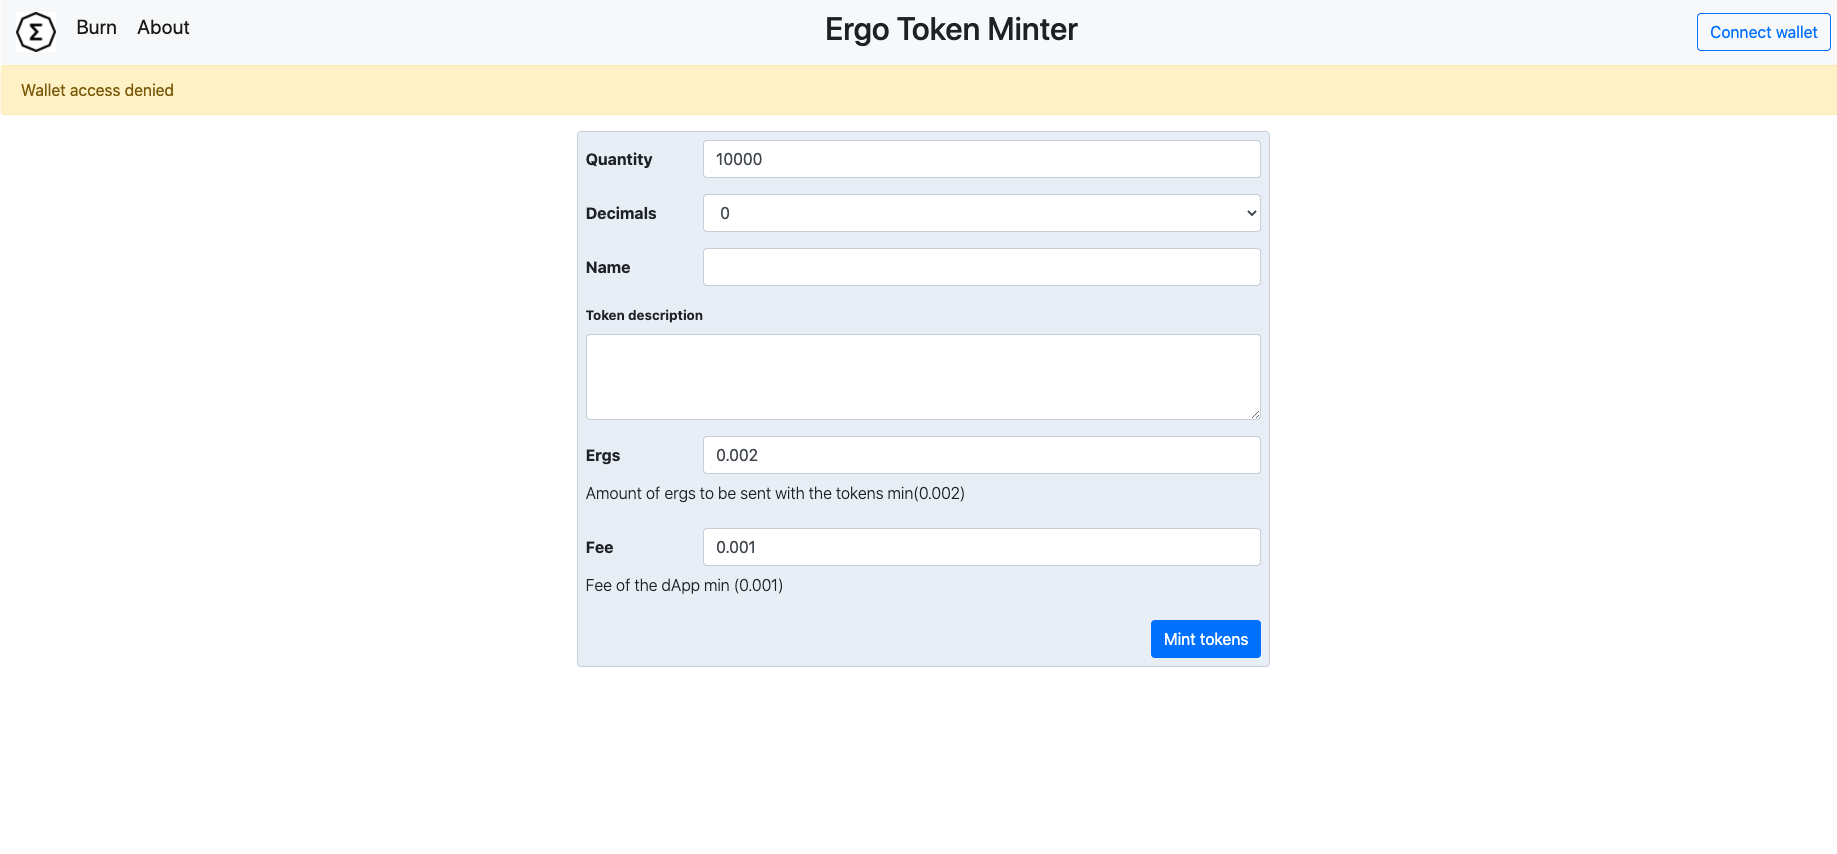 Σ Burn About Ergo Token Minter Connect wallet
Wallet access denied
Quantity 10000
Decimals 0
Name
Token description
Ergs 0.002
Amount of ergs to be sent with the tokens min(0.002)
Fee 0.001
Fee of the dApp min (0.001)
Mint tokens